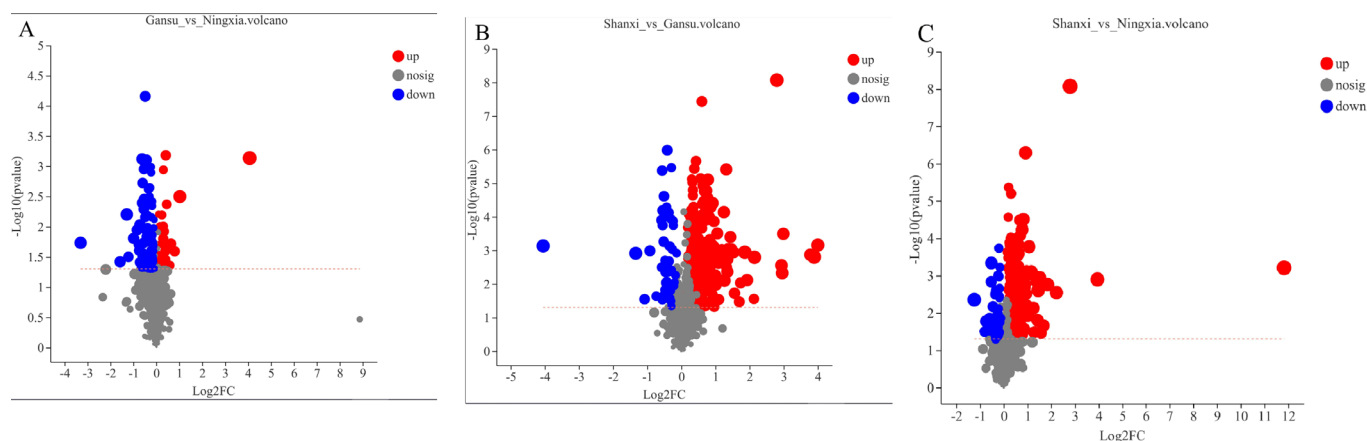 A
Gansu_vs_Ningxia.volcano
5
4.5
4
3.5
3
2.5
2
1.5
1
0.5
0
-Log10(pvalue)
-4 -3 -2 -1 0 1 2 3 4 5 6 7 8 9
Log2FC
up
nosig
down
B
Shanxi_vs_Gansu.volcano
9
8
7
6
5
4
3
2
1
0
-Log10(pvalue)
-5 -4 -3 -2 -1 0 1 2 3 4
Log2FC
up
nosig
down
C
Shanxi_vs_Ningxia.volcano
9
8
7
6
5
4
3
2
1
0
-Log10(pvalue)
-2 -1 0 1 2 3 4 5 6 7 8 9 10 11 12
Log2FC
up
nosig
down